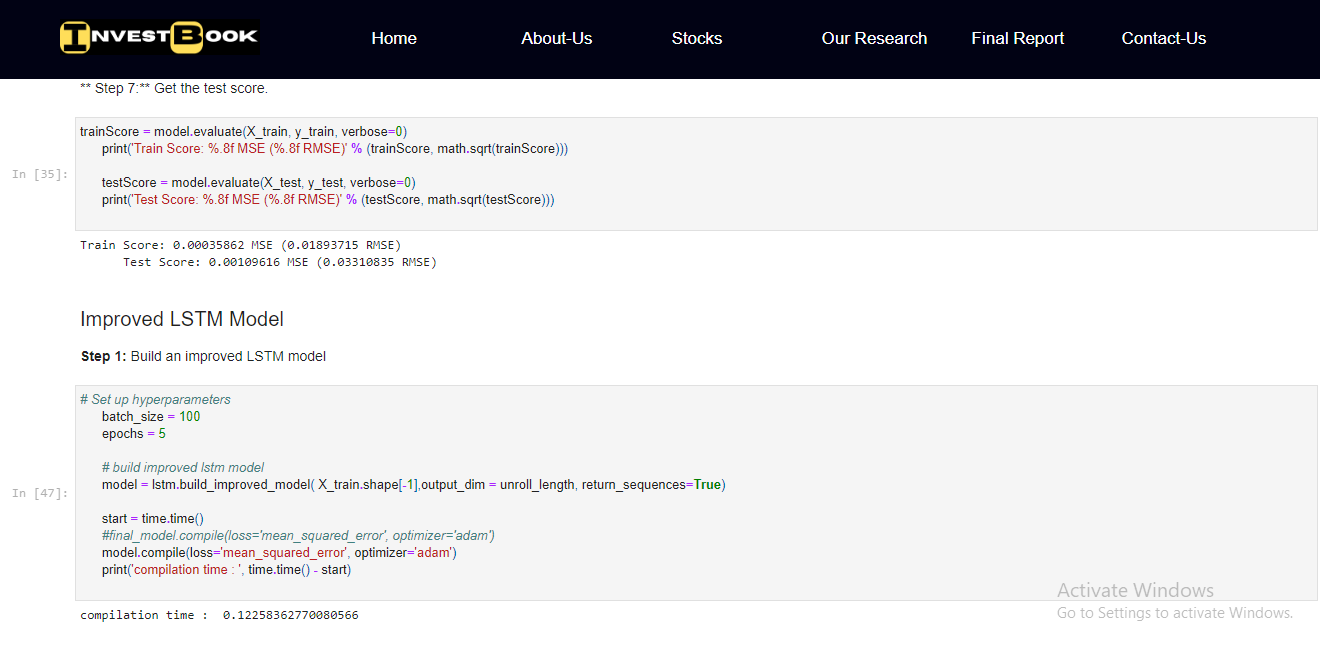 INVESTBOOK
Home About-Us Stocks Our Research Final Report Contact-Us
** Step 7:** Get the test score.
In [35]:
trainScore = model.evaluate(X_train, y_train, verbose=0)
print('Train Score: %.8f MSE (%.8f RMSE)' % (trainScore, math.sqrt(trainScore)))
testScore = model.evaluate(X_test, y_test, verbose=0)
print('Test Score: %.8f MSE (%.8f RMSE)' % (testScore, math.sqrt(testScore)))
Train Score: 0.00035862 MSE (0.01893715 RMSE)
Test Score: 0.00109616 MSE (0.03310835 RMSE)
Improved LSTM Model
Step 1: Build an improved LSTM model
In [47]:
# Set up hyperparameters
batch_size = 100
epochs = 5
# build improved lstm model
model = lstm.build_improved_model( X_train.shape[-1],output_dim = unroll_length, return_sequences=True)
start = time.time()
#final_model.compile(loss='mean_squared_error', optimizer='adam')
model.compile(loss='mean_squared_error', optimizer='adam')
print('compilation time : ', time.time() - start)
compilation time :  0.12258362770080566
Activate Windows
Go to Settings to activate Windows.